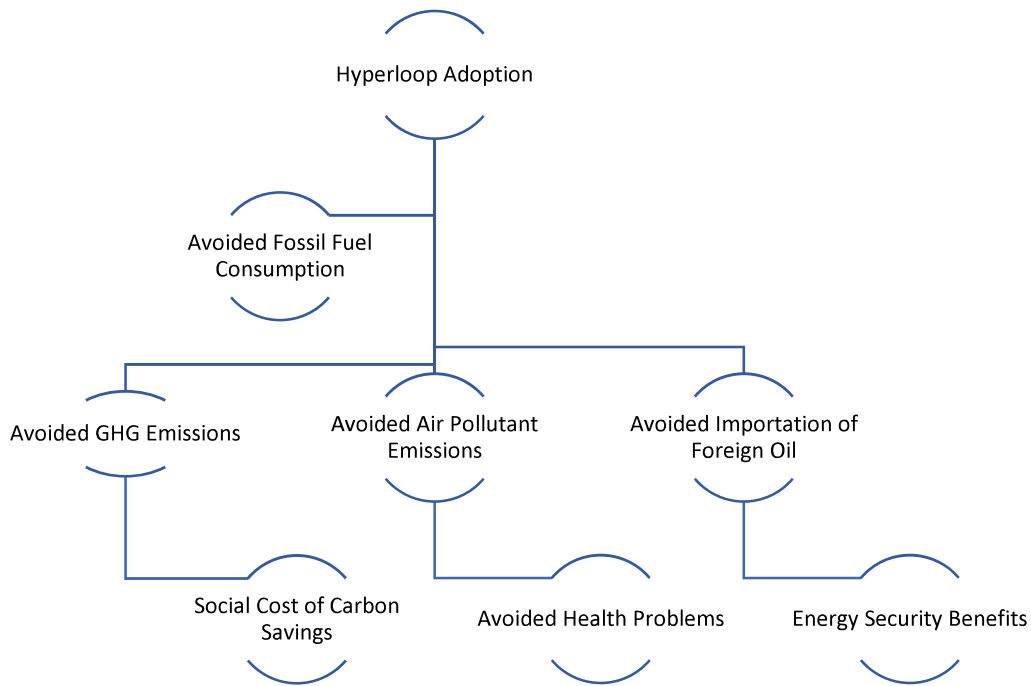 Hyperloop Adoption
Avoided Fossil Fuel
Consumption
Avoided GHG Emissions
Avoided Air Pollutant
Emissions
Avoided Importation of
Foreign Oil
Social Cost of Carbon
Savings
Avoided Health Problems
Energy Security Benefits